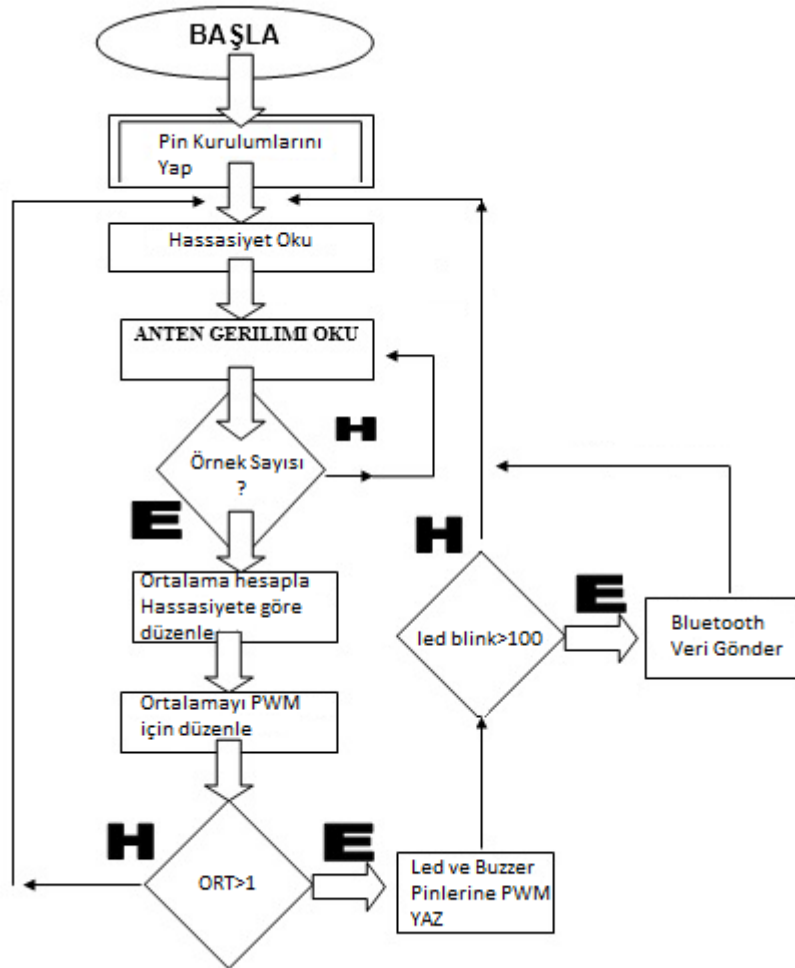 BAŞLA
Pin Kurulumlarını
Yap
Hassasiyet Oku
ANTEN GERILIMI OKU
H
Örnek Sayısı
?
E
Ortalama hesapla
Hassasiyete göre
düzenle
Ortalamayı PWM
için düzenle
H
ORT>1
E
Led ve Buzzer
Pinlerine PWM
YAZ
H
led blink>100
E
Bluetooth
Veri Gönder